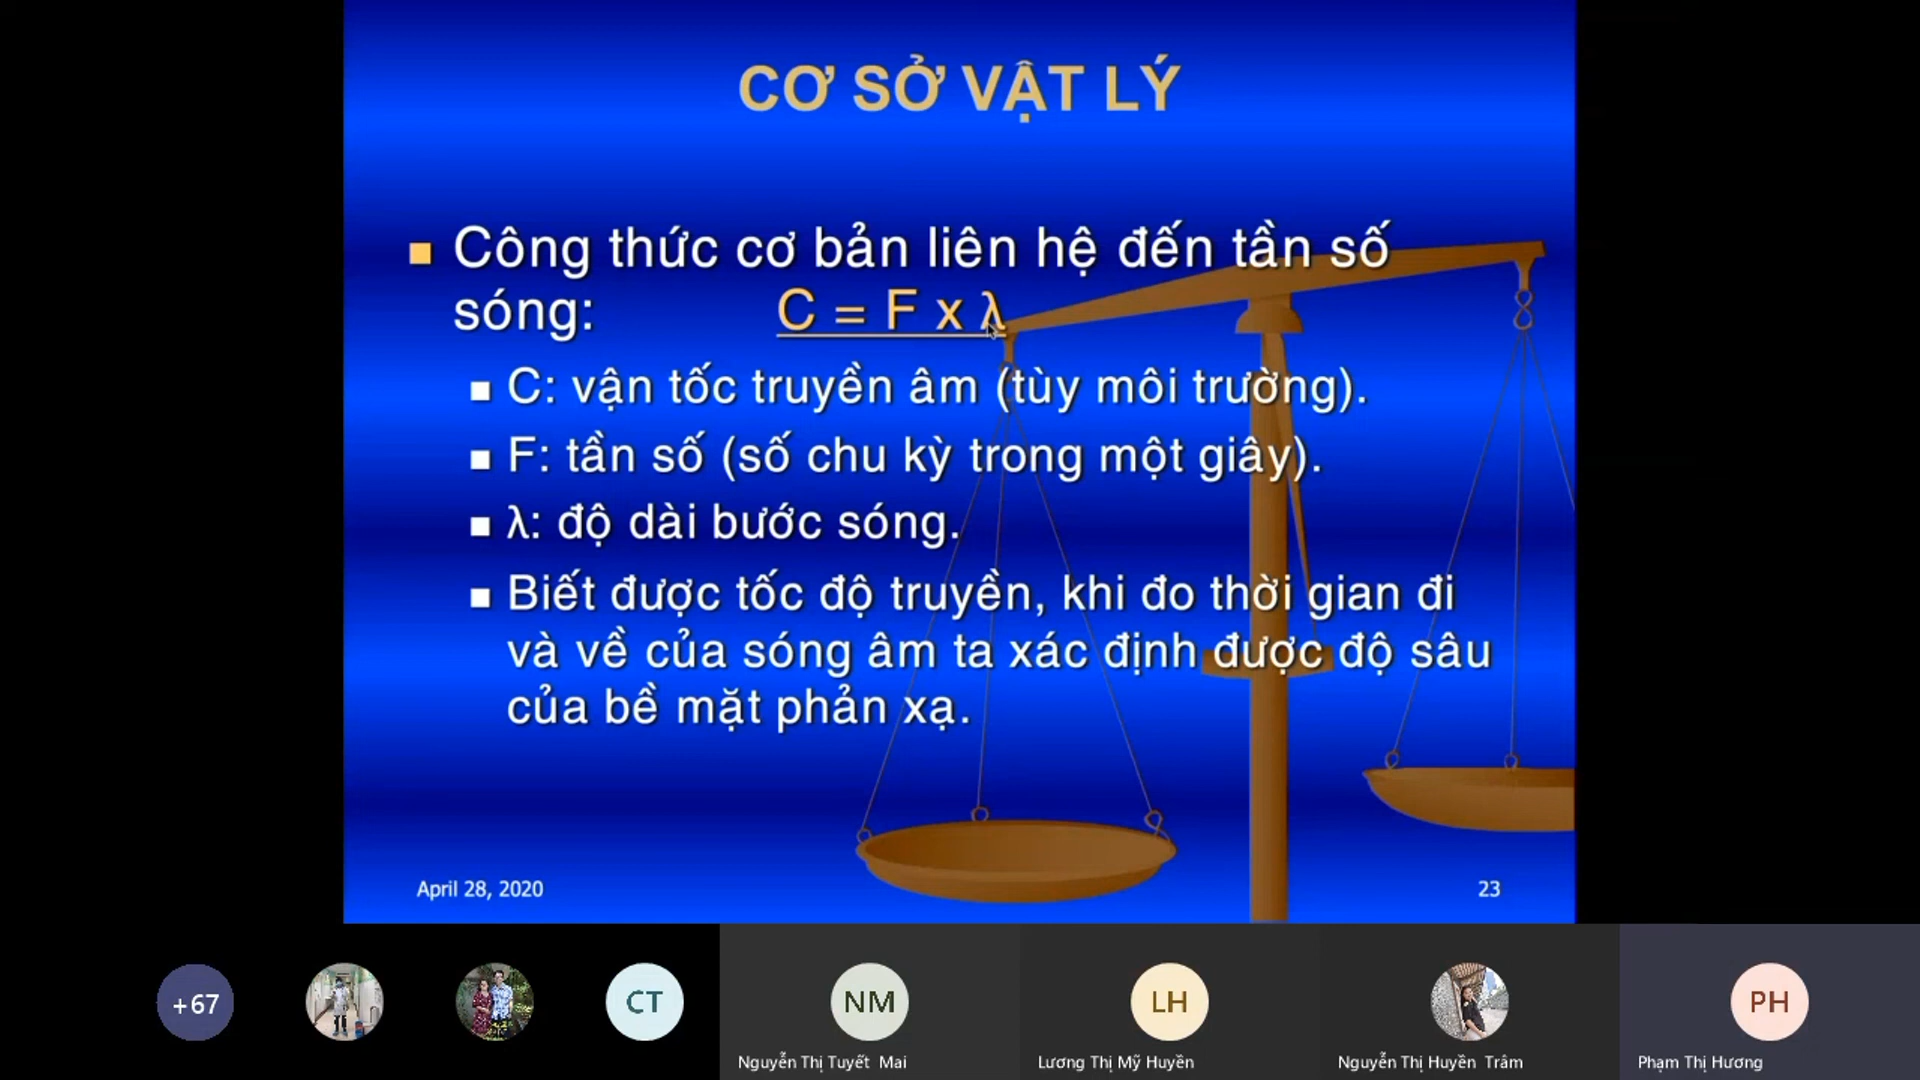 CƠ SỞ VẬT LÝ
Công thức cơ bản liên hệ đến tần số
sóng: C = F x λ
C: vận tốc truyền âm (tùy môi trường).
F: tần số (số chu kỳ trong một giây).
λ: độ dài bước sóng.
Biết được tốc độ truyền, khi đo thời gian đi
và về của sóng âm ta xác định được độ sâu
của bề mặt phản xạ.
April 28, 2020
23
+67
CT
NM
LH
PH
Nguyễn Thị Tuyết Mai
Lương Thị Mỹ Huyền
Nguyễn Thị Huyền Trâm
Phạm Thị Hương